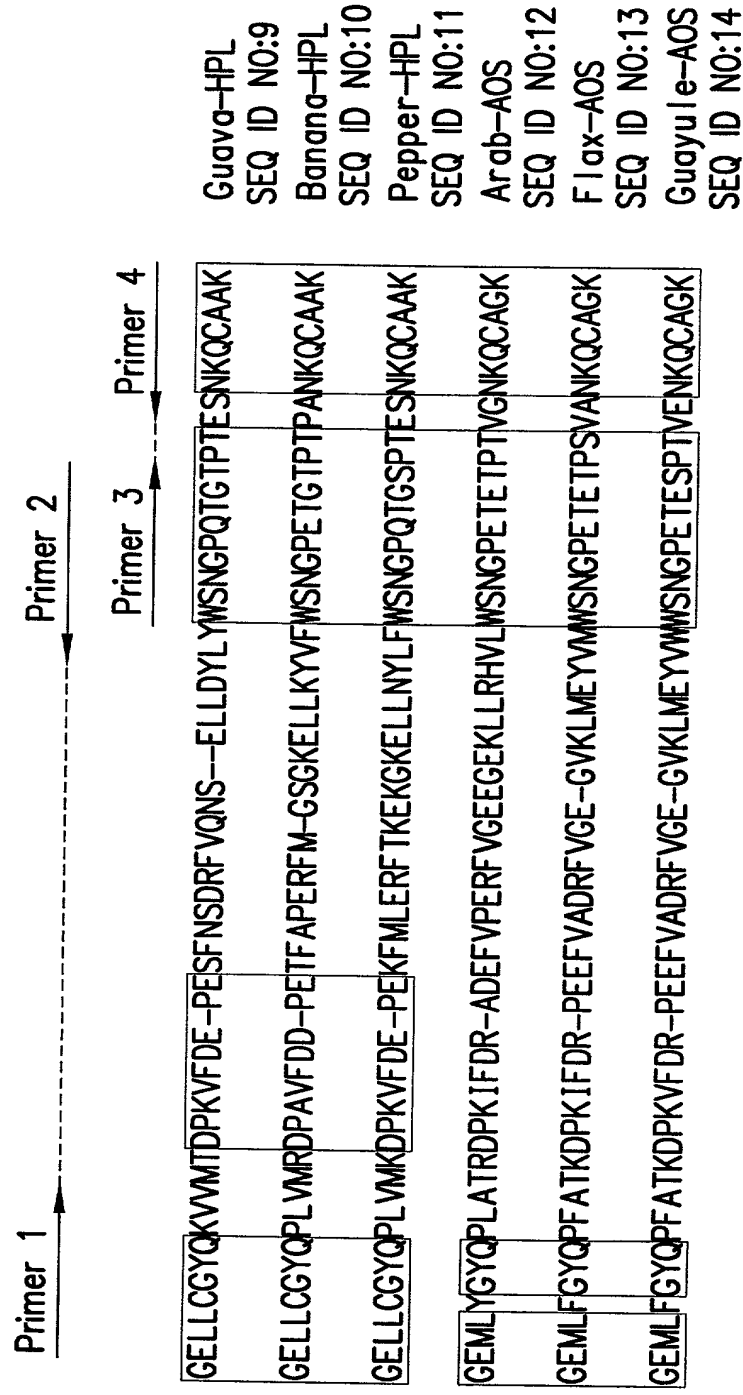 Primer 1
Primer 2
Primer 3
Primer 4
GELLCGYQKVVMTDPKVFDE-PESFNSDRFVQNS---ELLDYLYWSNGPQTGTPTESNKQCAAK
Guava-HPL
SEQ ID NO:9
GELLCGYQPLVMRDPAVFDD-PETFAPERFM-GSGKELLKYVFWSNGPETGTPTPANKQCAAK
Banana-HPL
SEQ ID NO:10
GELLCGYQPLVMKDPKVFDE-PEKFMLERFTKEKGKELLNYLFWSNGPQTGSPTESNKQCAAK
Pepper-HPL
SEQ ID NO:11
GEMLYGYQPLATRDPKIFDR-ADEFVPERFVGEEGEKLLRHVLWSNGPETETPTVGNKQCAGK
Arab-AOS
SEQ ID NO:12
GEMLFGYQPFATKDPKIFDR-PEEFVADRFVGE-GVKLMEYVMWSNGPETETPSVANKQCAGK
Flax-AOS
SEQ ID NO:13
GEMLFGYQPFATKDPKVFDR-PEEFVADRFVGE-GVKLMEYVWWSNGPETESPTVENKQCAGK
Guayule-AOS
SEQ ID NO:14